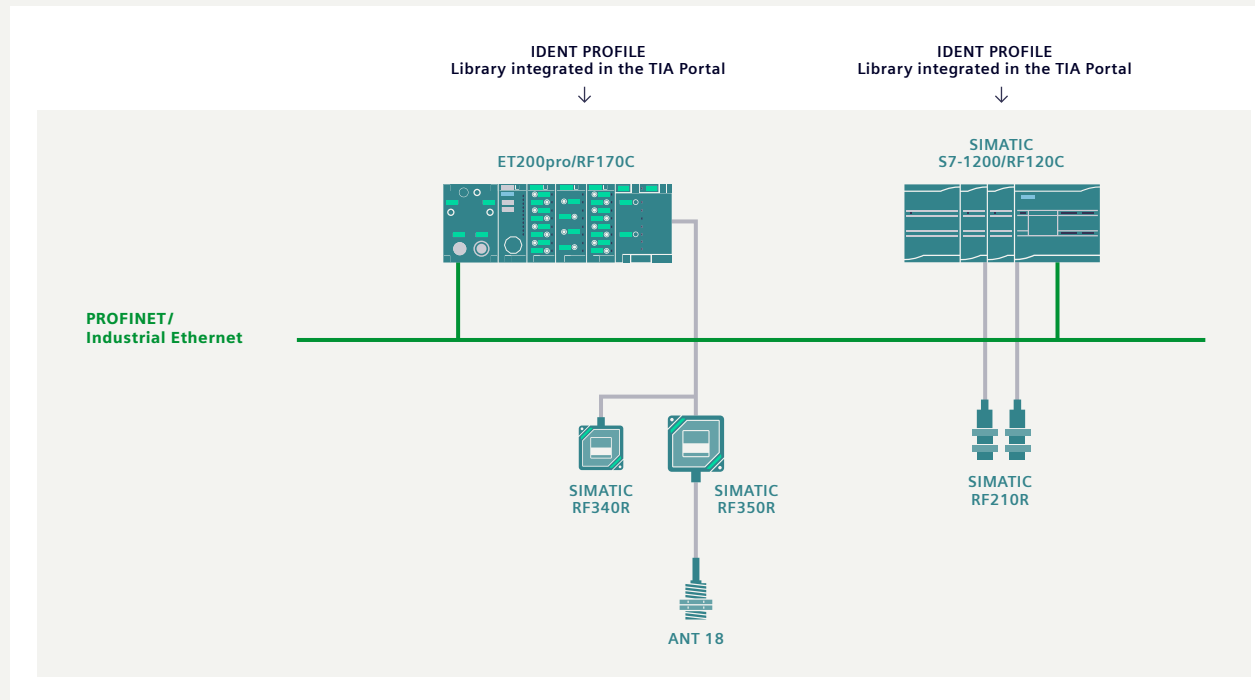 IDENT PROFILE
Library integrated in the TIA Portal
IDENT PROFILE
Library integrated in the TIA Portal
ET200pro/RF170C
SIMATIC
S7-1200/RF120C
PROFINET/
Industrial Ethernet
SIMATIC
RF340R
SIMATIC
RF350R
SIMATIC
RF210R
ANT 18